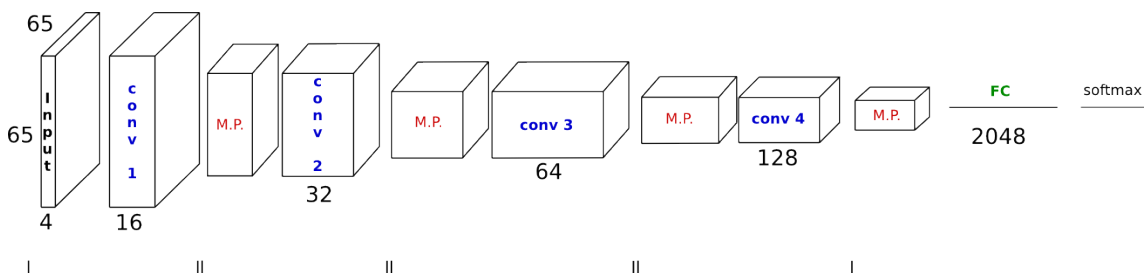 65
65
Input
4
conv 1
16
M.P.
conv 2
32
M.P.
conv 3
64
M.P.
conv 4
128
M.P.
FC
2048
softmax